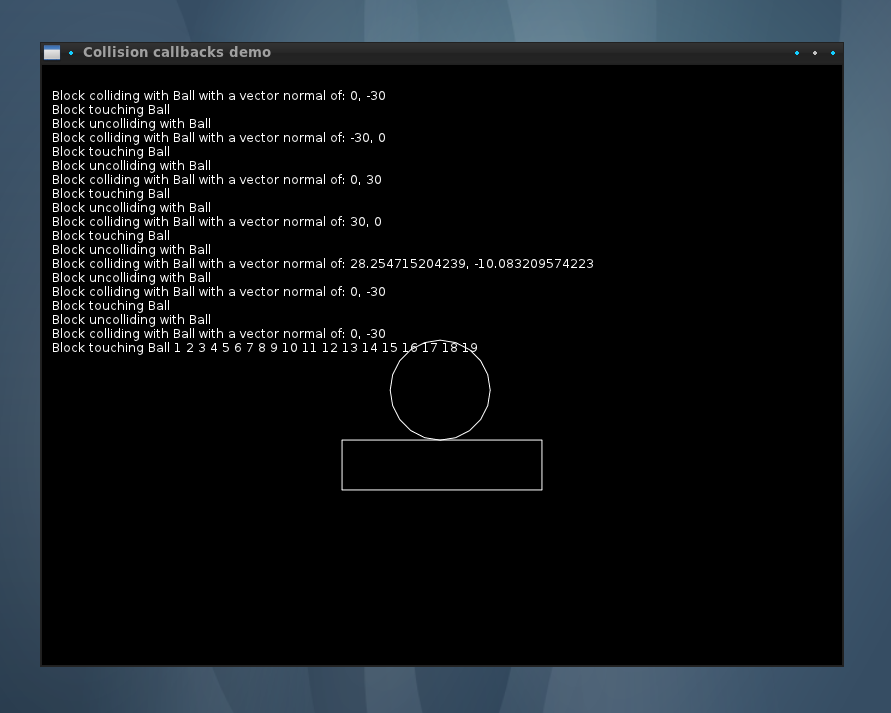 Collision callbacks demo
Block colliding with Ball with a vector normal of: 0, -30
Block touching Ball
Block uncolliding with Ball
Block colliding with Ball with a vector normal of: -30, 0
Block touching Ball
Block uncolliding with Ball
Block colliding with Ball with a vector normal of: 0, 30
Block touching Ball
Block uncolliding with Ball
Block colliding with Ball with a vector normal of: 30, 0
Block touching Ball
Block uncolliding with Ball
Block colliding with Ball with a vector normal of: 28.254715204239, -10.083209574223
Block uncolliding with Ball
Block colliding with Ball with a vector normal of: 0, -30
Block touching Ball
Block uncolliding with Ball
Block colliding with Ball with a vector normal of: 0, -30
Block touching Ball 1 2 3 4 5 6 7 8 9 10 11 12 13 14 15 16 17 18 19